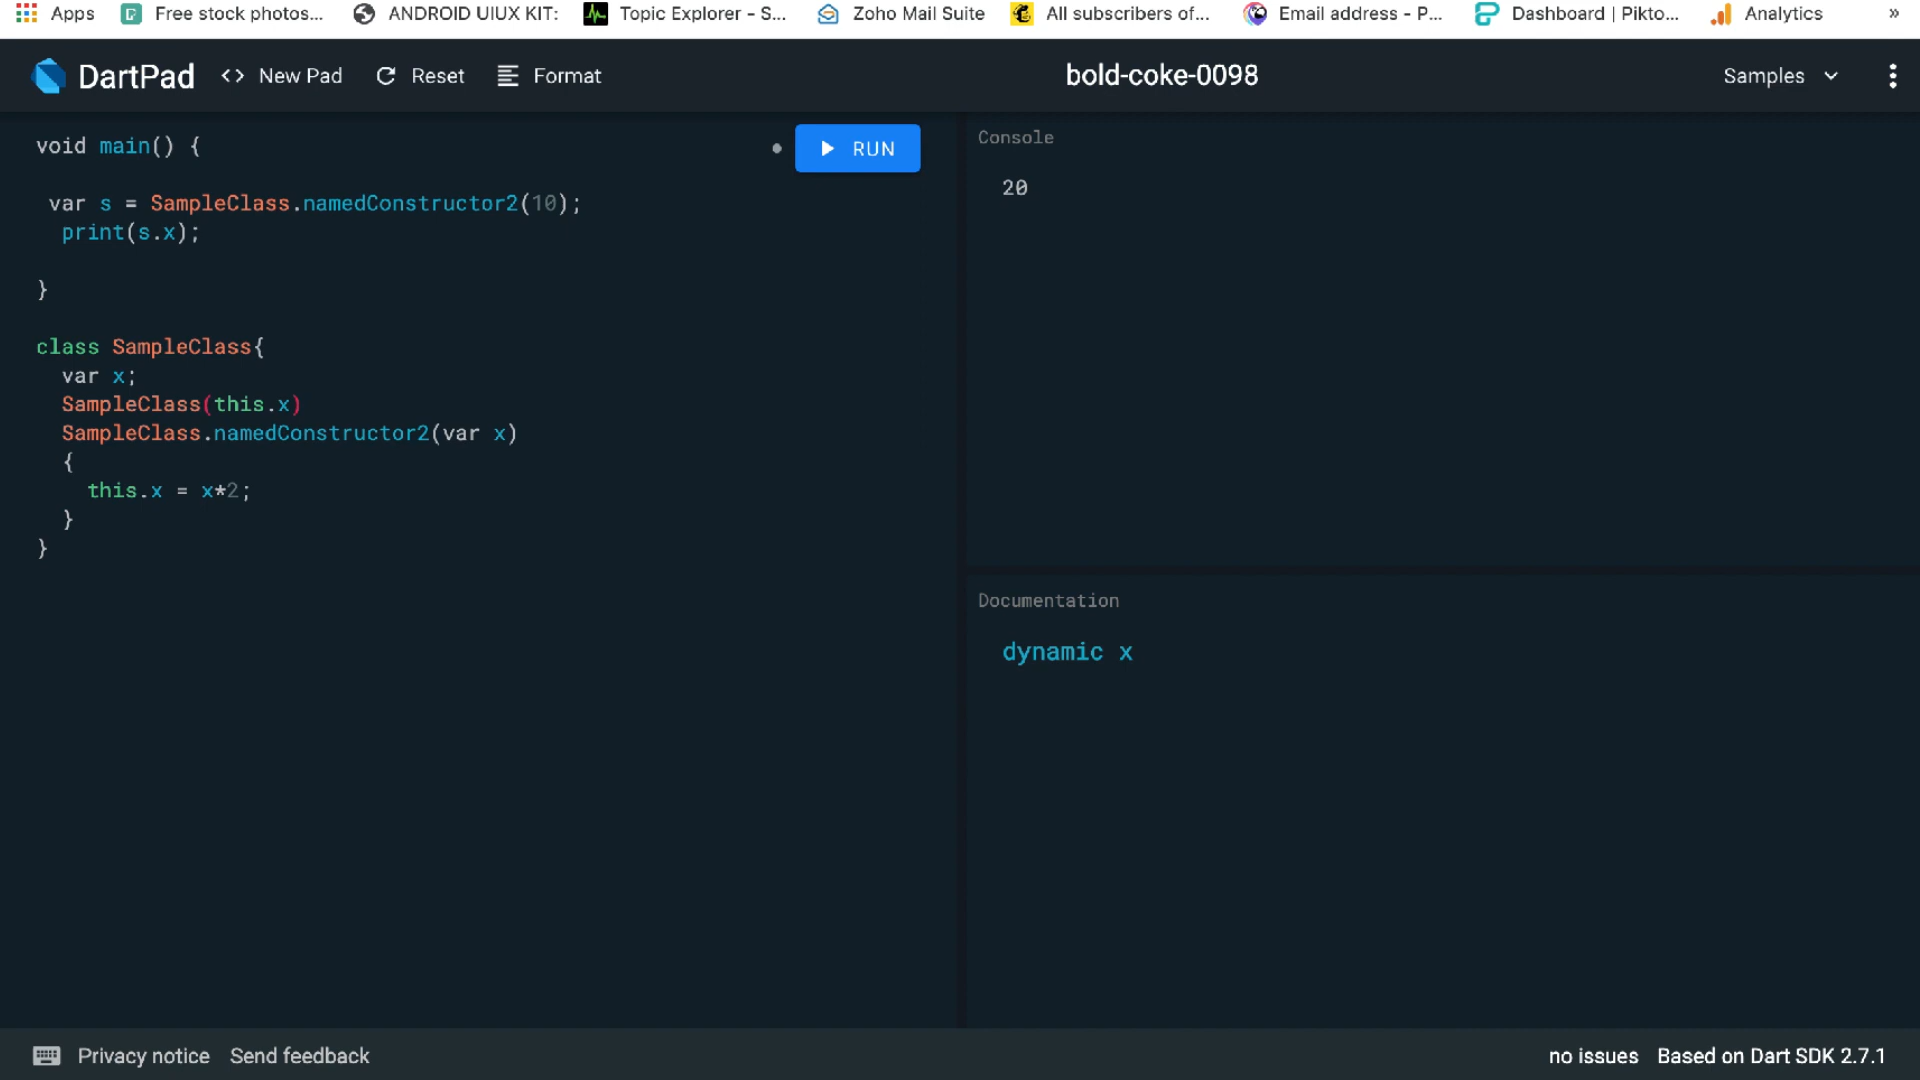 Apps Free stock photos... ANDROID UIUX KIT: Topic Explorer - S... Zoho Mail Suite All subscribers of... Email address - P... Dashboard | Pikto... Analytics »
DartPad <> New Pad Reset Format bold-coke-0098 Samples
void main() {
RUN
var s = SampleClass.namedConstructor2(10);
print(s.x);
}
class SampleClass{
var x;
SampleClass(this.x)
SampleClass.namedConstructor2(var x)
{
this.x = x*2;
}
}
Console
20
Documentation
dynamic x
Privacy notice Send feedback no issues Based on Dart SDK 2.7.1